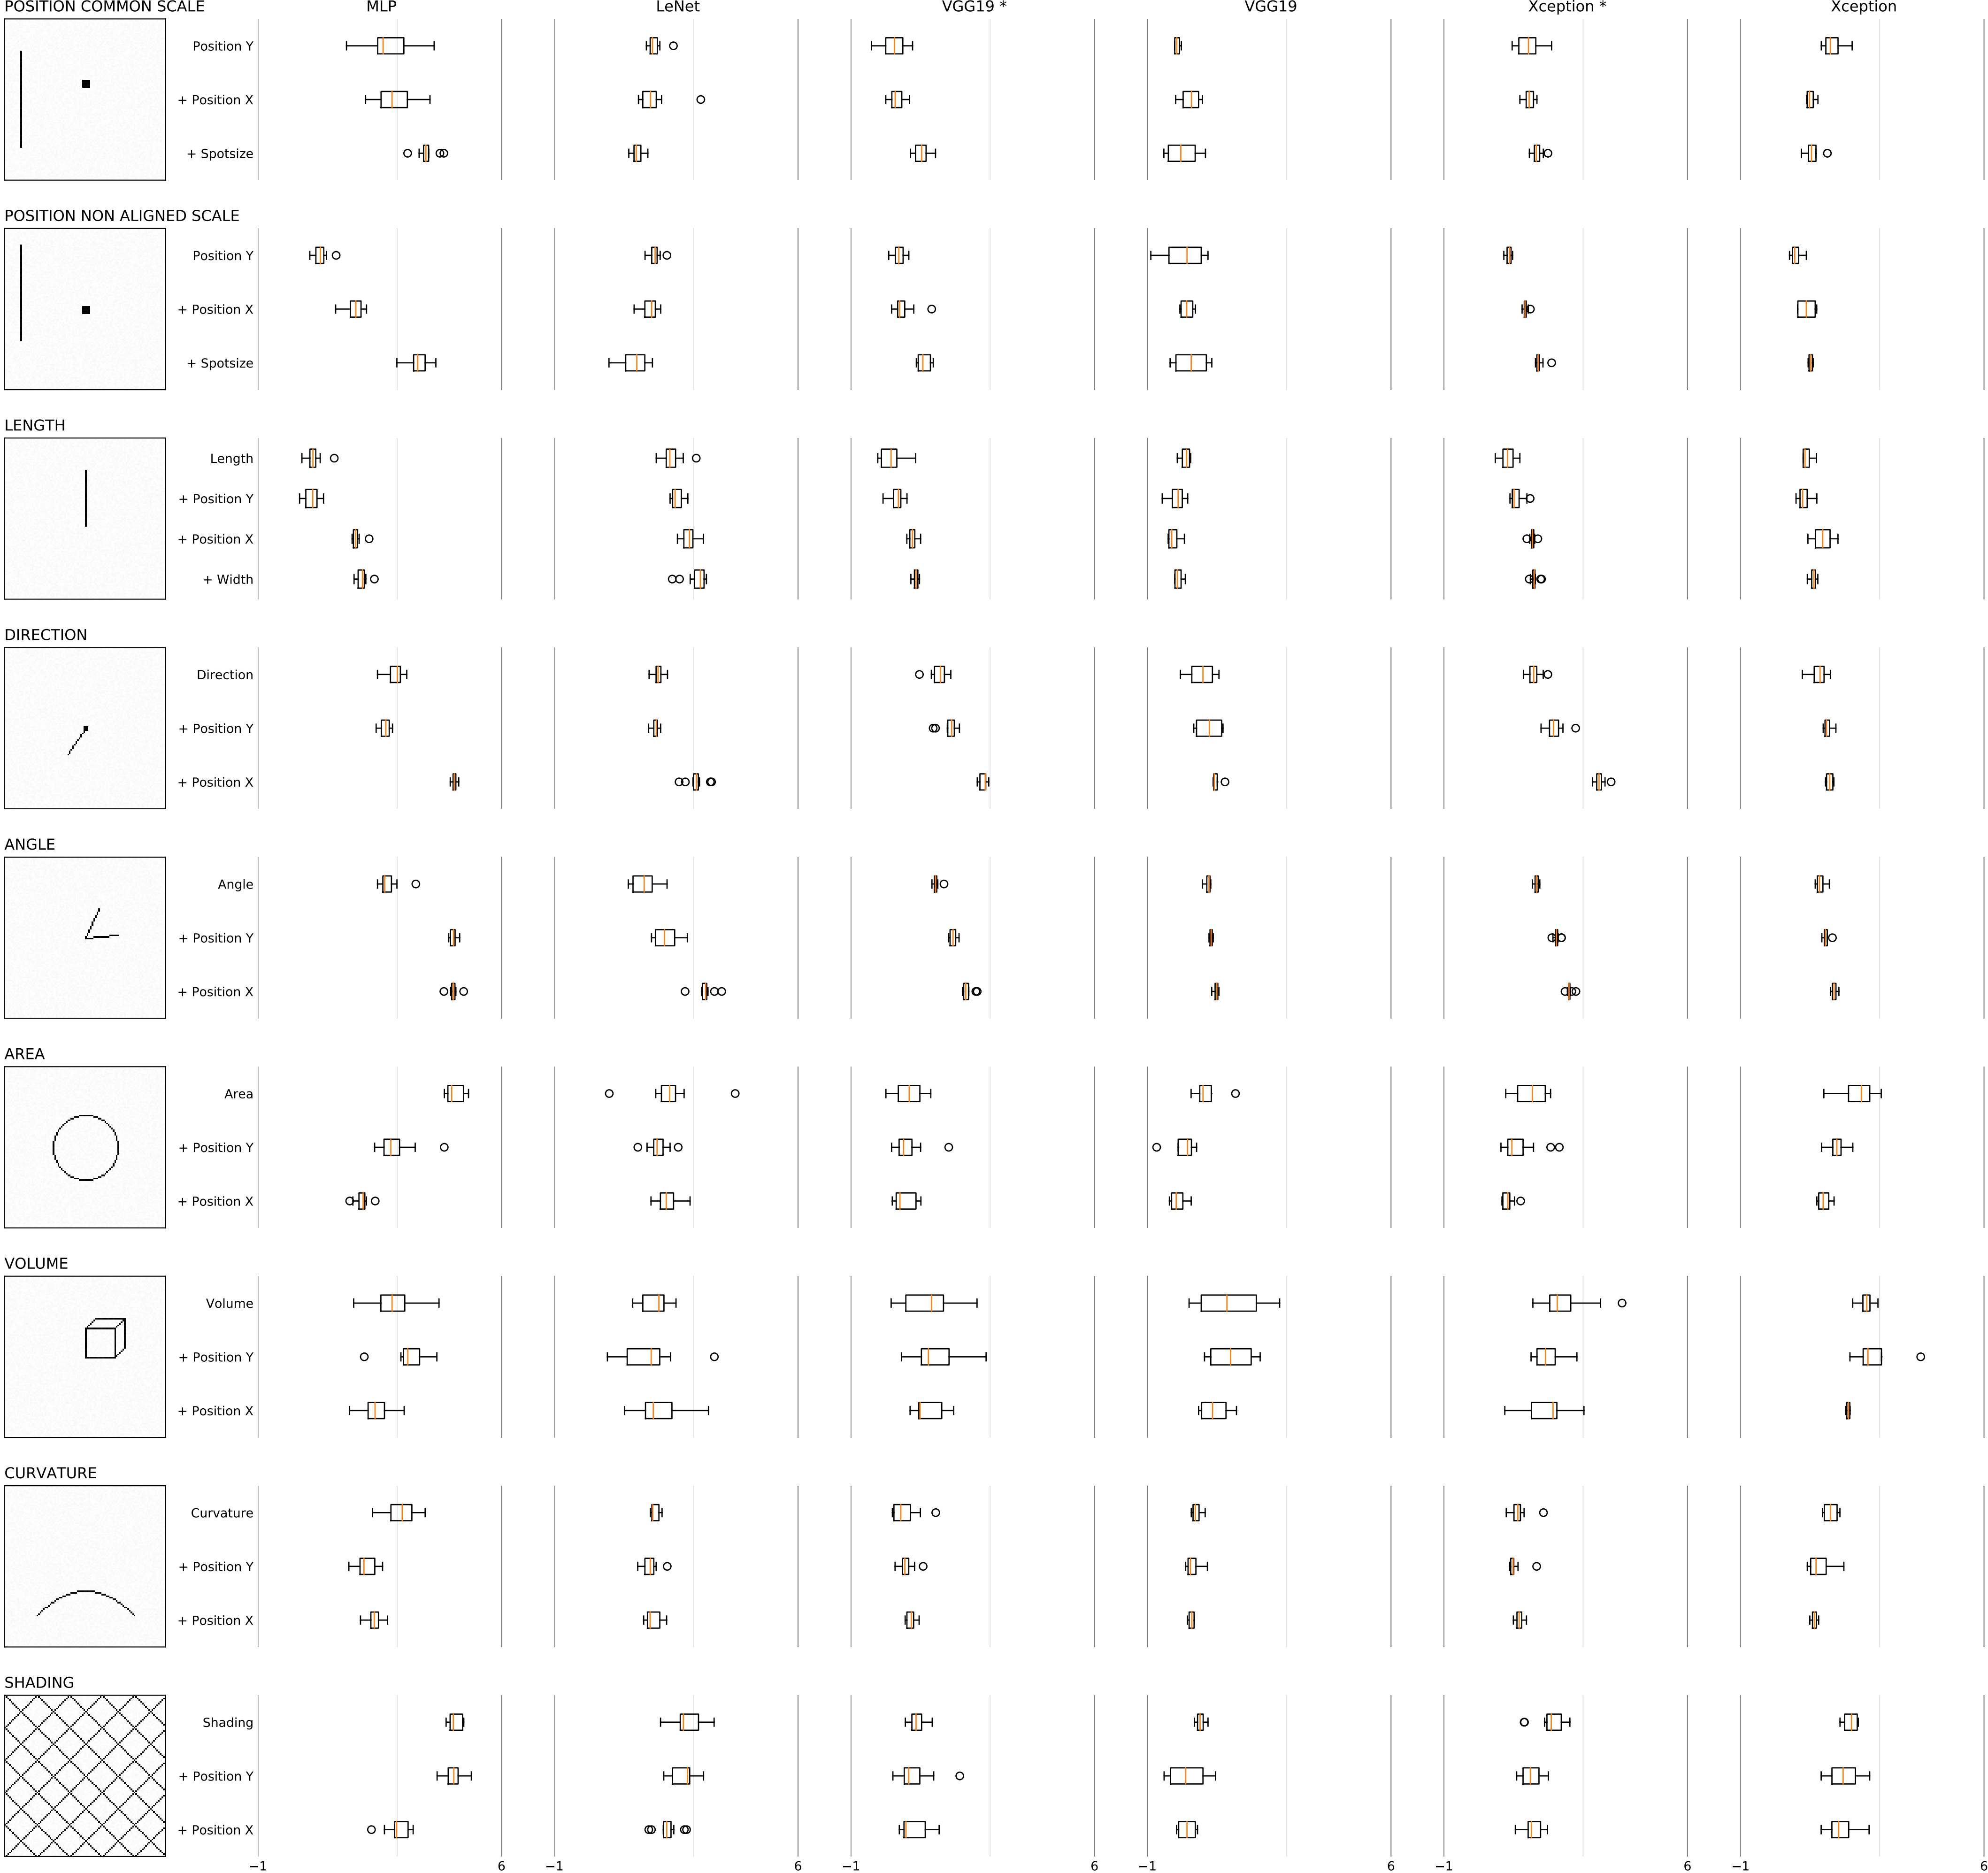 POSITION COMMON SCALE MLP LeNet VGG19 * VGG19 Xception * Xception
Position Y
+ Position X
+ Spotsize
POSITION NON ALIGNED SCALE
Position Y
+ Position X
+ Spotsize
LENGTH
Length
+ Position Y
+ Position X
+ Width
DIRECTION
Direction
+ Position Y
+ Position X
ANGLE
Angle
+ Position Y
+ Position X
AREA
Area
+ Position Y
+ Position X
VOLUME
Volume
+ Position Y
+ Position X
CURVATURE
Curvature
+ Position Y
+ Position X
SHADING
Shading
+ Position Y
+ Position X
−1 6 −1 6 −1 6 −1 6 −1 6 −1 6